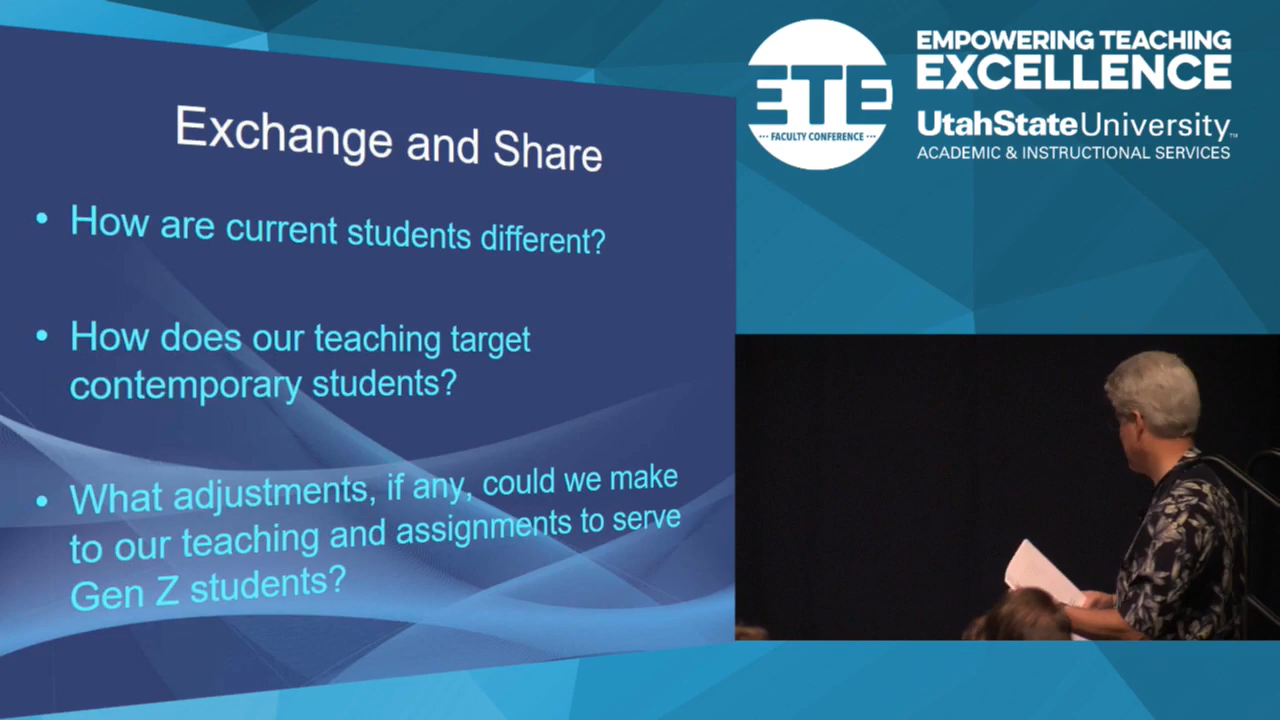 Exchange and Share
• How are current students different?
• How does our teaching target
contemporary students?
• What adjustments, if any, could we make
to our teaching and assignments to serve
Gen Z students?
ETE
••• FACULTY CONFERENCE •••
EMPOWERING TEACHING
EXCELLENCE
UtahStateUniversity™
ACADEMIC & INSTRUCTIONAL SERVICES